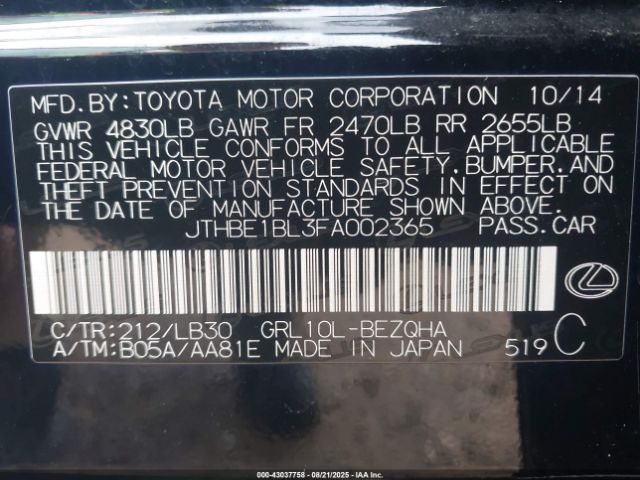 MFD.BY:TOYOTA MOTOR CORPORATION 10/14
GVWR 4830LB GAWR FR 2470LB RR 2655LB
THIS VEHICLE CONFORMS TO ALL APPLICABLE
FEDERAL MOTOR VEHICLE SAFETY,BUMPER,AND
THEFT PREVENTION STANDARDS IN EFFECT ON
THE DATE OF MANUFACTURE SHOWN ABOVE.
JTHBE1BL3FA002365 PASS.CAR
C/TR:212/LB30 GRL10L-BEZQHA
A/TM:B05A/AA81E MADE IN JAPAN 519 C
000-43037758 - 08/21/2025 - IAA Inc.